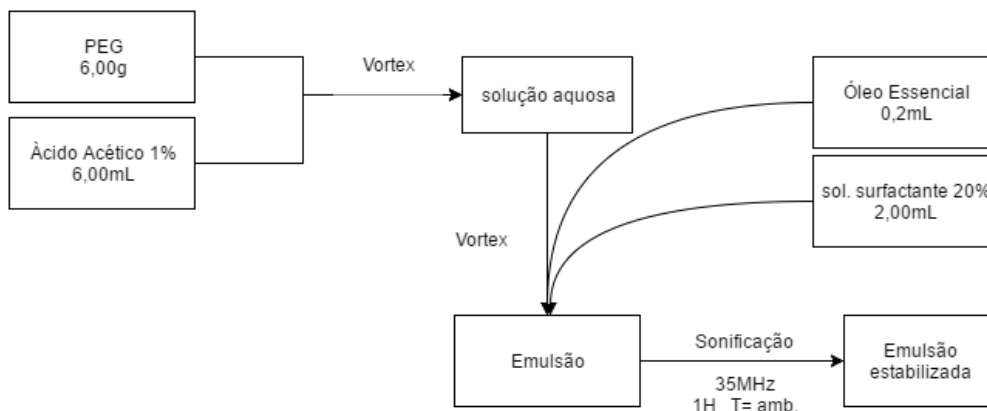 PEG
6,00g
Vortex
solução aquosa
Óleo Essencial
0,2mL
Àcido Acético 1%
6,00mL
sol. surfactante 20%
2,00mL
Vortex
Emulsão
Sonificação
35MHz
1H T= amb.
Emulsão
estabilizada